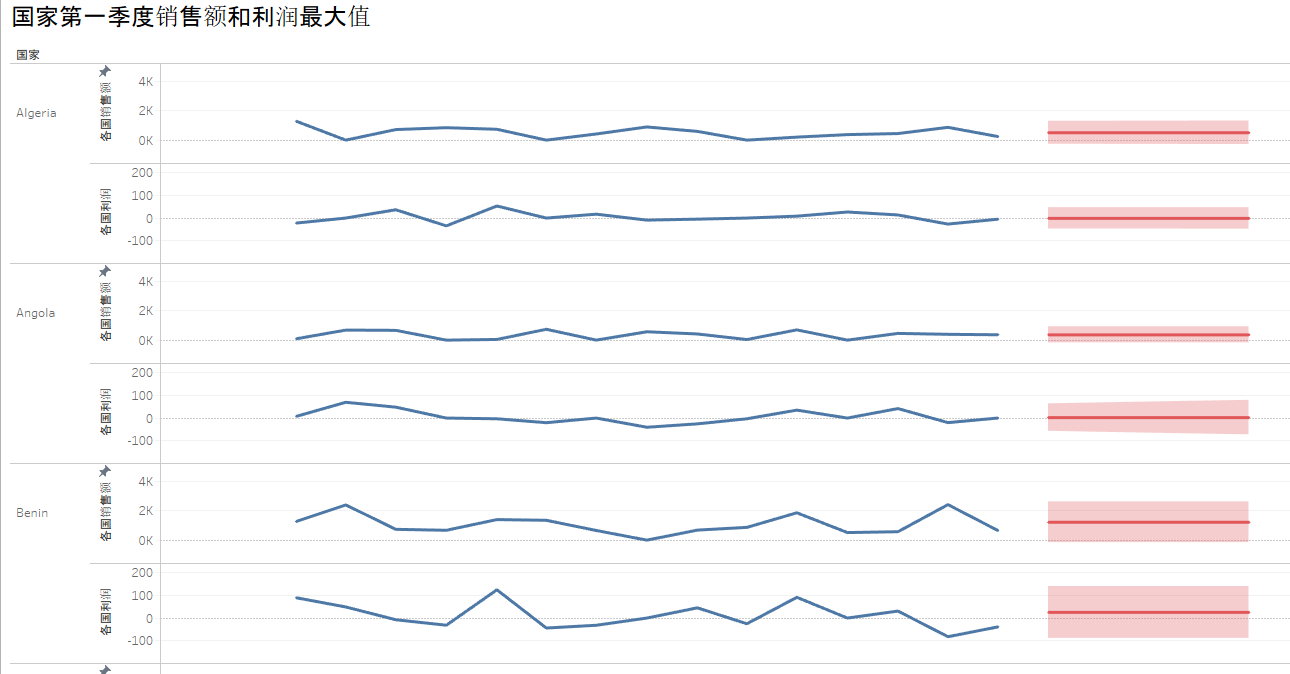 国家第一季度销售额和利润最大值
国家
Algeria
各国销售额
4K
2K
0K
各国利润
200
100
0
-100
Angola
各国销售额
4K
2K
0K
各国利润
200
100
0
-100
Benin
各国销售额
4K
2K
0K
各国利润
200
100
0
-100